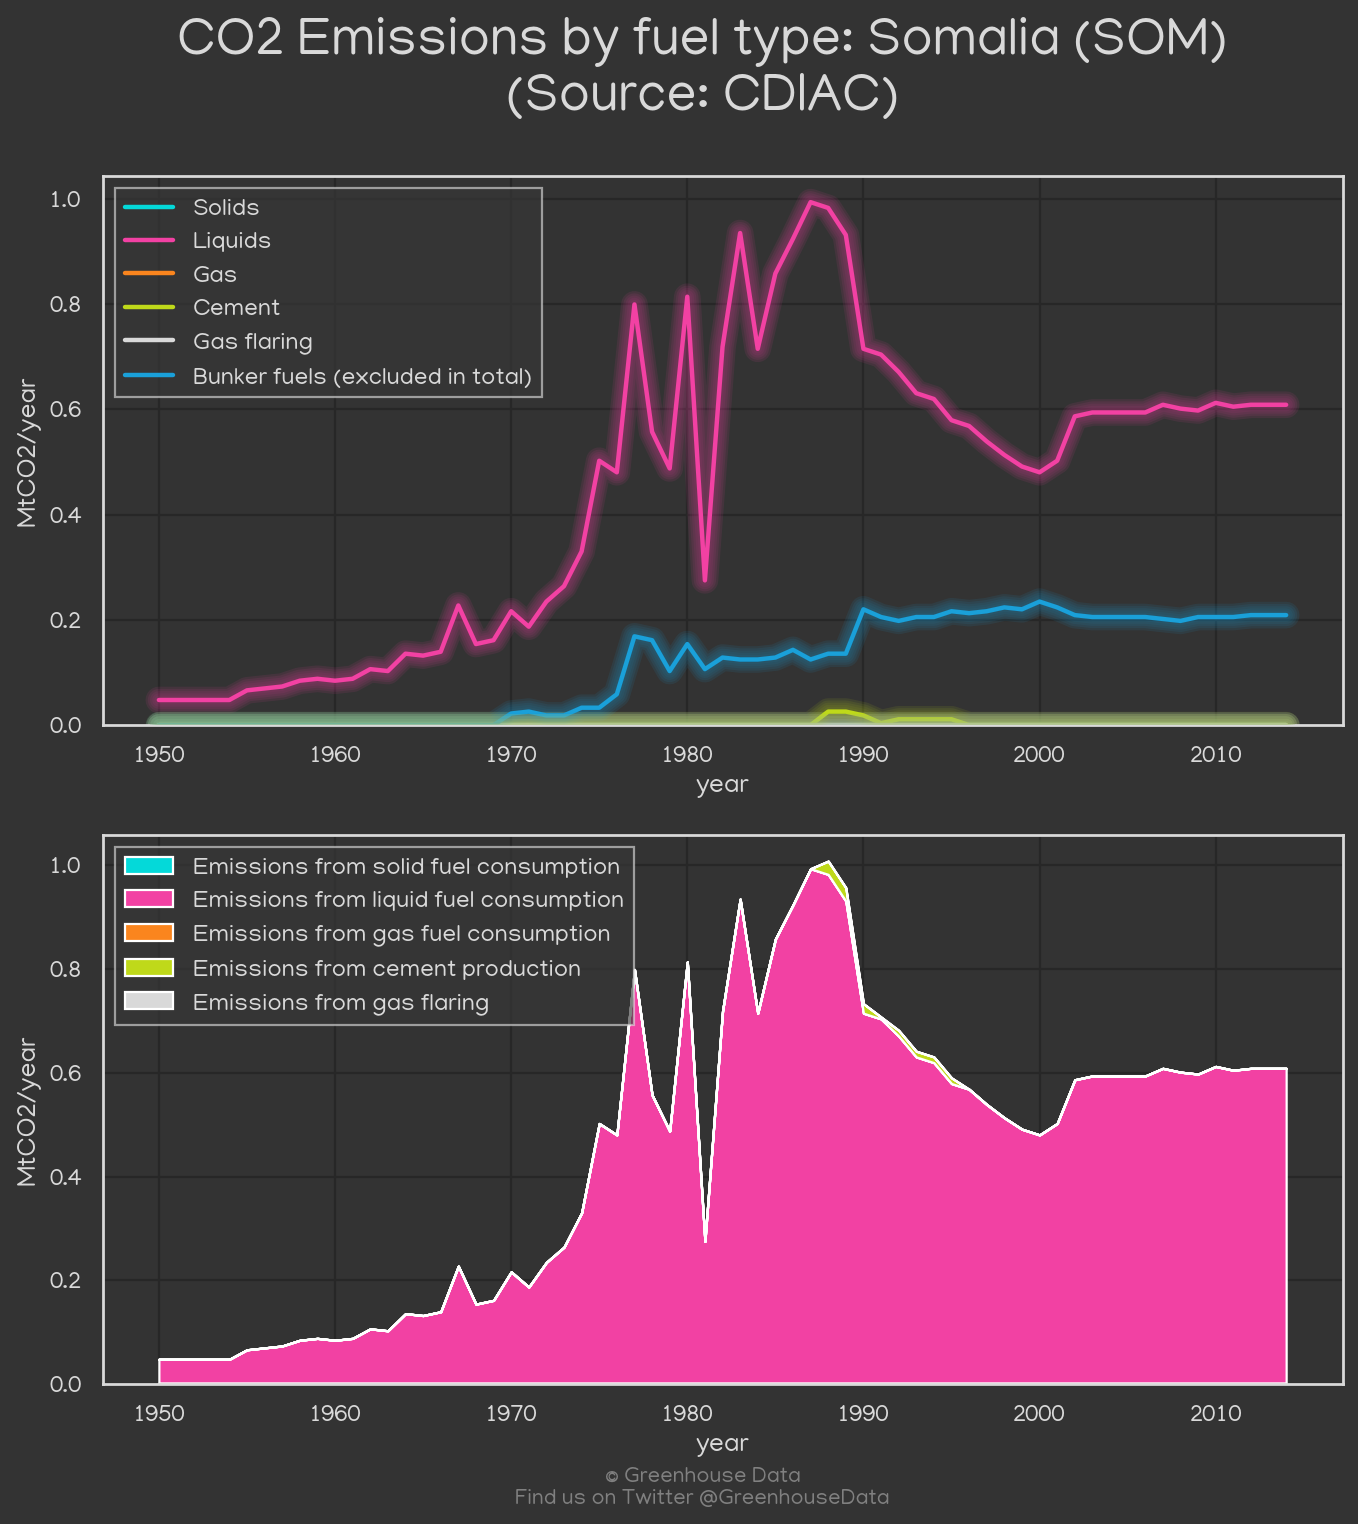 CO2 Emissions by fuel type: Somalia (SOM)
(Source: CDIAC)
MtCO2/year
1.0
0.8
0.6
0.4
0.2
0.0
Solids
Liquids
Gas
Cement
Gas flaring
Bunker fuels (excluded in total)
1950 1960 1970 1980 1990 2000 2010
year
MtCO2/year
1.0
0.8
0.6
0.4
0.2
0.0
Emissions from solid fuel consumption
Emissions from liquid fuel consumption
Emissions from gas fuel consumption
Emissions from cement production
Emissions from gas flaring
1950 1960 1970 1980 1990 2000 2010
year
© Greenhouse Data
Find us on Twitter @GreenhouseData